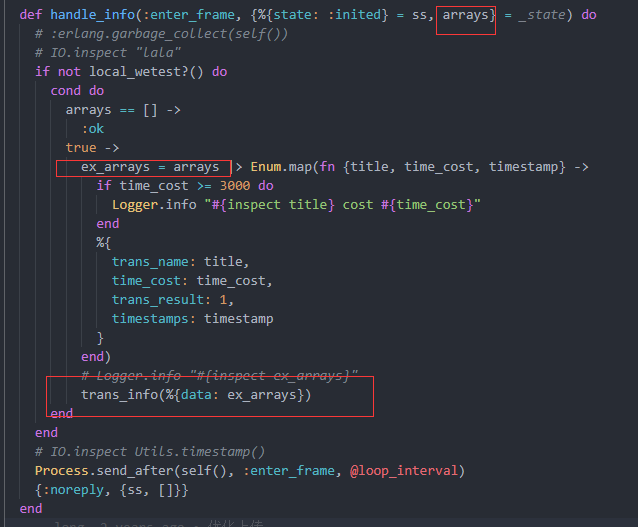 def handle_info(:enter_frame, {%{state: :inited} = ss, arrays} = _state) do
# :erlang.garbage_collect(self())
# IO.inspect "lala"
if not local_wetest?() do
cond do
arrays == [] ->
:ok
true ->
ex_arrays = arrays |> Enum.map(fn {title, time_cost, timestamp} ->
if time_cost >= 3000 do
Logger.info "#{inspect title} cost #{time_cost}"
end
%{
trans_name: title,
time_cost: time_cost,
trans_result: 1,
timestamps: timestamp
}
end)
# Logger.info "#{inspect ex_arrays}"
trans_info(%{data: ex_arrays})
end
end
# IO.inspect Utils.timestamp()
Process.send_after(self(), :enter_frame, @loop_interval)
{:noreply, {ss, []}}
end